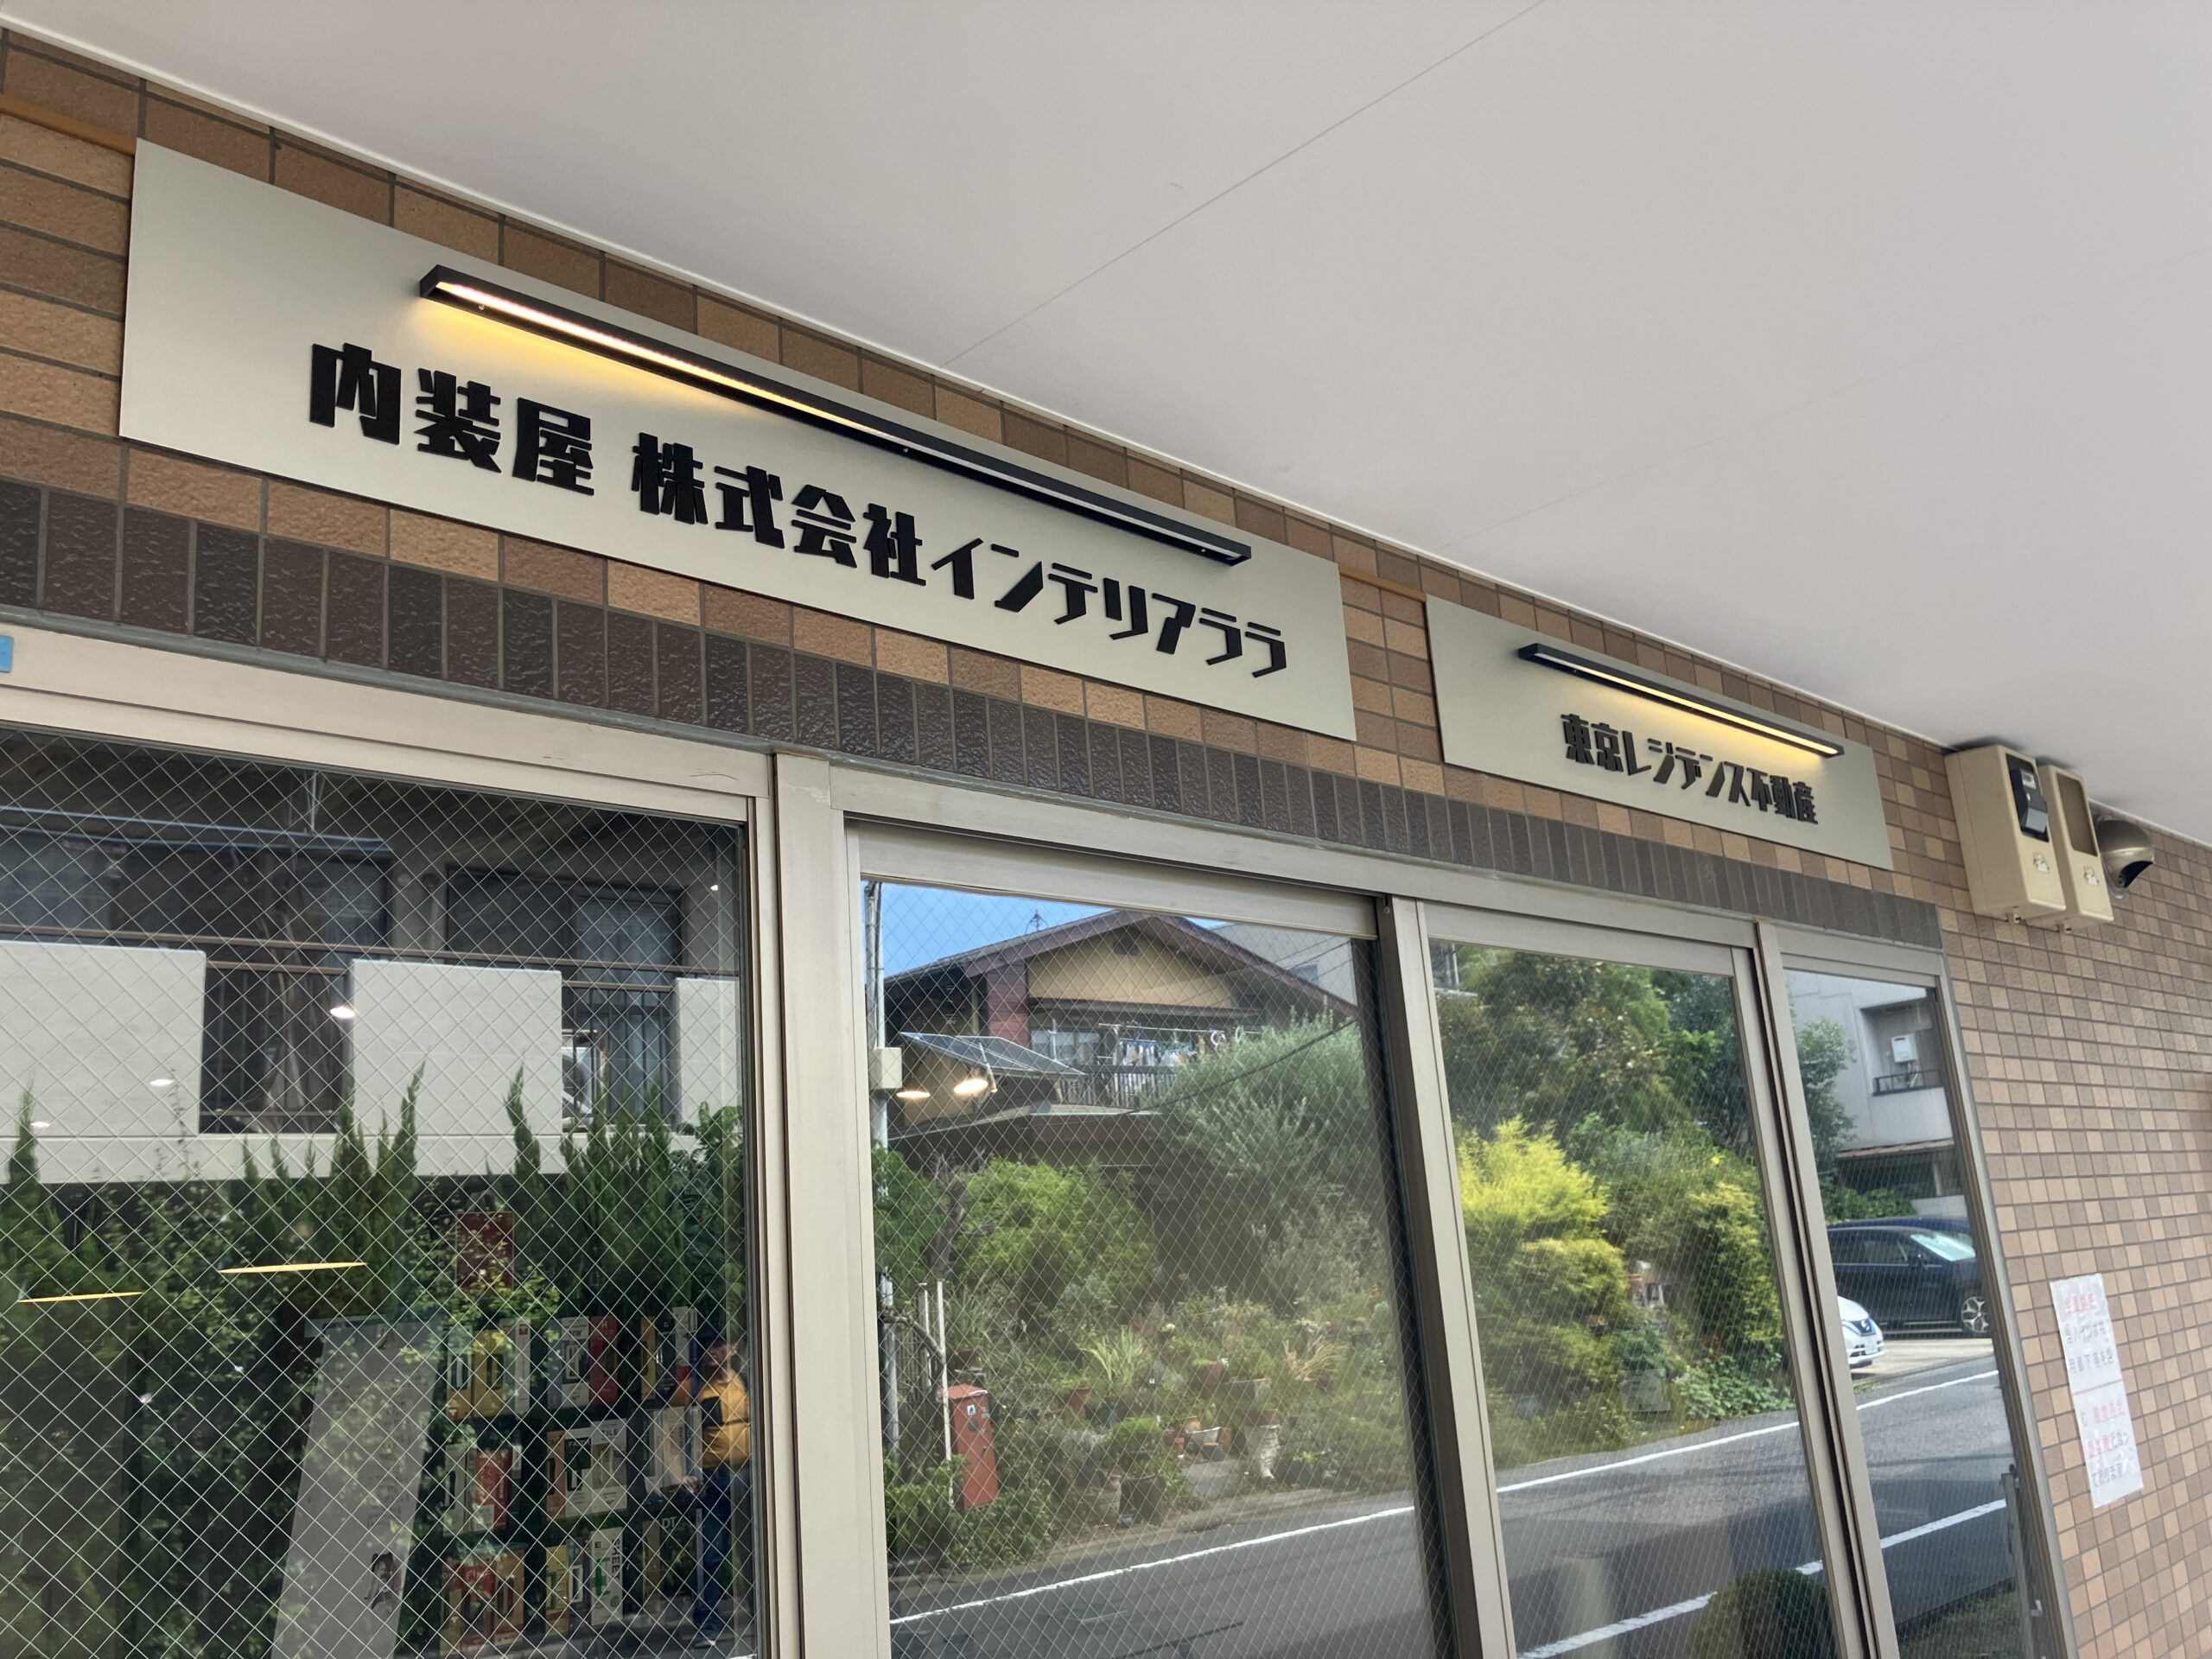 内装屋 株式会社インテリアララ
東京レジデンス不動産